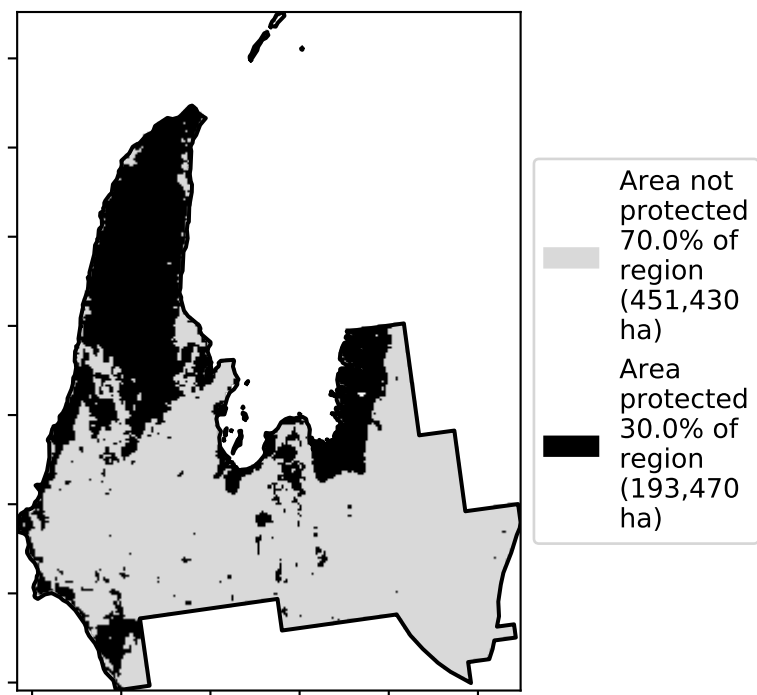 Area not
protected
70.0% of
region
(451,430
ha)
Area
protected
30.0% of
region
(193,470
ha)